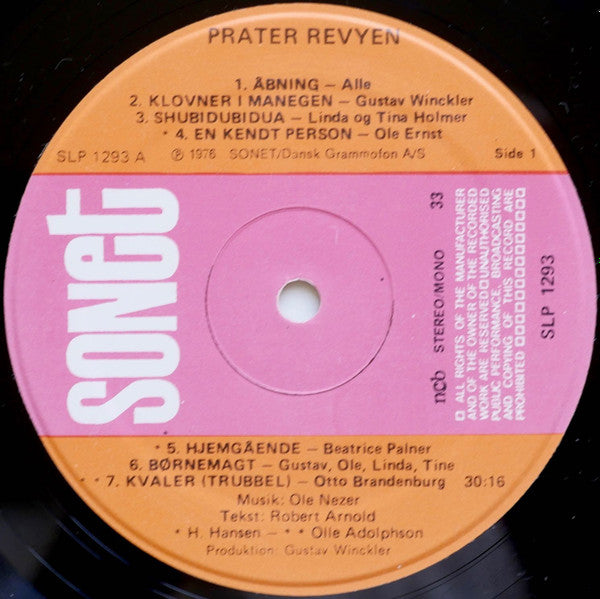 PRATER REVYEN
1. ÅBNING – Alle
2. KLOVNER I MANEGEN – Gustav Winckler
3. SHUBIDUBIDUA – Linda og Tina Holmer
* 4. EN KENDT PERSON – Ole Ernst
SLP 1293 A ℗ 1976 SONET/Dansk Grammofon A/S Side 1
sonet
ncb STEREO/MONO 33
□ ALL RIGHTS OF THE MANUFACTURER
AND OF THE OWNER OF THE RECORDED
WORK ARE RESERVED□UNAUTHORISED
PUBLIC PERFORMANCE, BROADCASTING
AND COPYING OF THIS RECORD ARE
PROHIBITED □□□□□□□□□□□□□□
SLP 1293
* 5. HJEMGÅENDE – Beatrice Palner
6. BØRNEMAGT – Gustav, Ole, Linda, Tine
* * 7. KVALER (TRUBBEL) – Otto Brandenburg 30:16
Musik: Ole Nezer
Tekst: Robert Arnold
* H. Hansen – * * Olle Adolphson
Produktion: Gustav Winckler